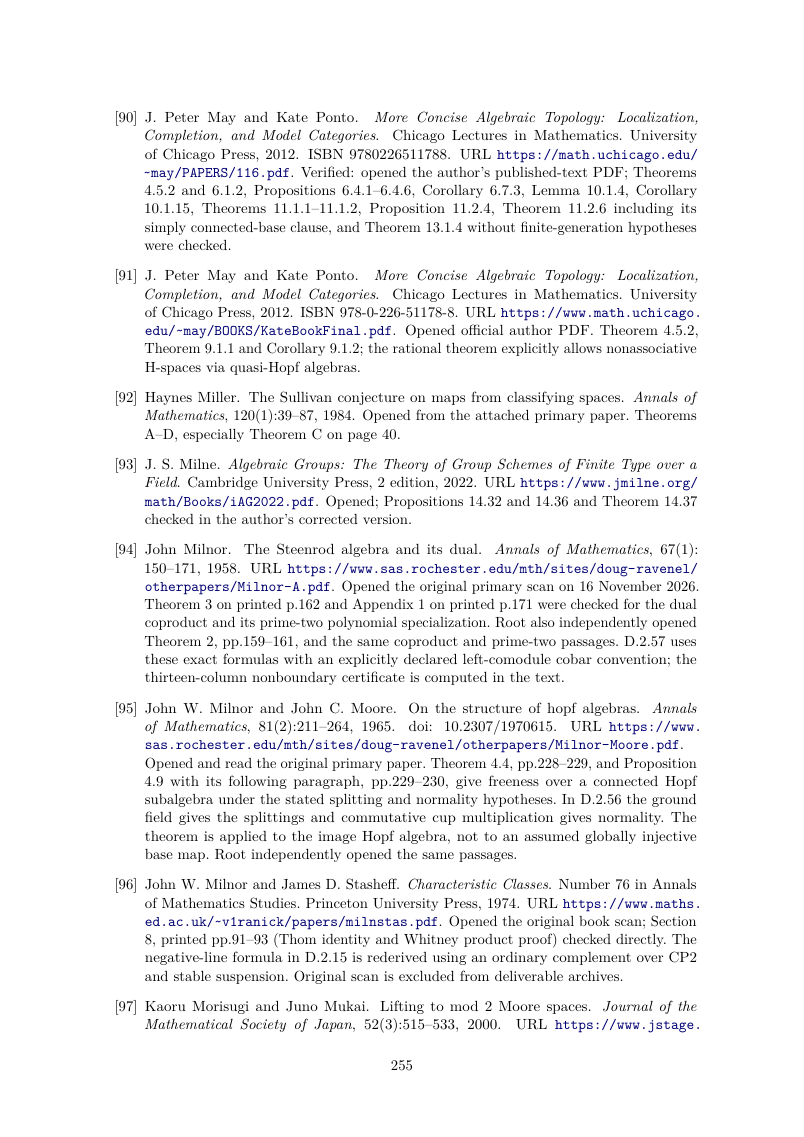 [90] J. Peter May and Kate Ponto. More Concise Algebraic Topology: Localization,
Completion, and Model Categories. Chicago Lectures in Mathematics. University
of Chicago Press, 2012. ISBN 9780226511788. URL https://math.uchicago.edu/
~may/PAPERS/116.pdf. Verified: opened the author's published-text PDF; Theorems
4.5.2 and 6.1.2, Propositions 6.4.1–6.4.6, Corollary 6.7.3, Lemma 10.1.4, Corollary
10.1.15, Theorems 11.1.1–11.1.2, Proposition 11.2.4, Theorem 11.2.6 including its
simply connected-base clause, and Theorem 13.1.4 without finite-generation hypotheses
were checked.
[91] J. Peter May and Kate Ponto. More Concise Algebraic Topology: Localization,
Completion, and Model Categories. Chicago Lectures in Mathematics. University
of Chicago Press, 2012. ISBN 978-0-226-51178-8. URL https://www.math.uchicago.
edu/~may/BOOKS/KateBookFinal.pdf. Opened official author PDF. Theorem 4.5.2,
Theorem 9.1.1 and Corollary 9.1.2; the rational theorem explicitly allows nonassociative
H-spaces via quasi-Hopf algebras.
[92] Haynes Miller. The Sullivan conjecture on maps from classifying spaces. Annals of
Mathematics, 120(1):39–87, 1984. Opened from the attached primary paper. Theorems
A–D, especially Theorem C on page 40.
[93] J. S. Milne. Algebraic Groups: The Theory of Group Schemes of Finite Type over a
Field. Cambridge University Press, 2 edition, 2022. URL https://www.jmilne.org/
math/Books/iAG2022.pdf. Opened; Propositions 14.32 and 14.36 and Theorem 14.37
checked in the author's corrected version.
[94] John Milnor. The Steenrod algebra and its dual. Annals of Mathematics, 67(1):
150–171, 1958. URL https://www.sas.rochester.edu/mth/sites/doug-ravenel/
otherpapers/Milnor-A.pdf. Opened the original primary scan on 16 November 2026.
Theorem 3 on printed p.162 and Appendix 1 on printed p.171 were checked for the dual
coproduct and its prime-two polynomial specialization. Root also independently opened
Theorem 2, pp.159–161, and the same coproduct and prime-two passages. D.2.57 uses
these exact formulas with an explicitly declared left-comodule cobar convention; the
thirteen-column nonboundary certificate is computed in the text.
[95] John W. Milnor and John C. Moore. On the structure of hopf algebras. Annals
of Mathematics, 81(2):211–264, 1965. doi: 10.2307/1970615. URL https://www.
sas.rochester.edu/mth/sites/doug-ravenel/otherpapers/Milnor-Moore.pdf.
Opened and read the original primary paper. Theorem 4.4, pp.228–229, and Proposition
4.9 with its following paragraph, pp.229–230, give freeness over a connected Hopf
subalgebra under the stated splitting and normality hypotheses. In D.2.56 the ground
field gives the splittings and commutative cup multiplication gives normality. The
theorem is applied to the image Hopf algebra, not to an assumed globally injective
base map. Root independently opened the same passages.
[96] John W. Milnor and James D. Stasheff. Characteristic Classes. Number 76 in Annals
of Mathematics Studies. Princeton University Press, 1974. URL https://www.maths.
ed.ac.uk/~v1ranick/papers/milnstas.pdf. Opened the original book scan; Section
8, printed pp.91–93 (Thom identity and Whitney product proof) checked directly. The
negative-line formula in D.2.15 is rederived using an ordinary complement over CP2
and stable suspension. Original scan is excluded from deliverable archives.
[97] Kaoru Morisugi and Juno Mukai. Lifting to mod 2 Moore spaces. Journal of the
Mathematical Society of Japan, 52(3):515–533, 2000. URL https://www.jstage.
255